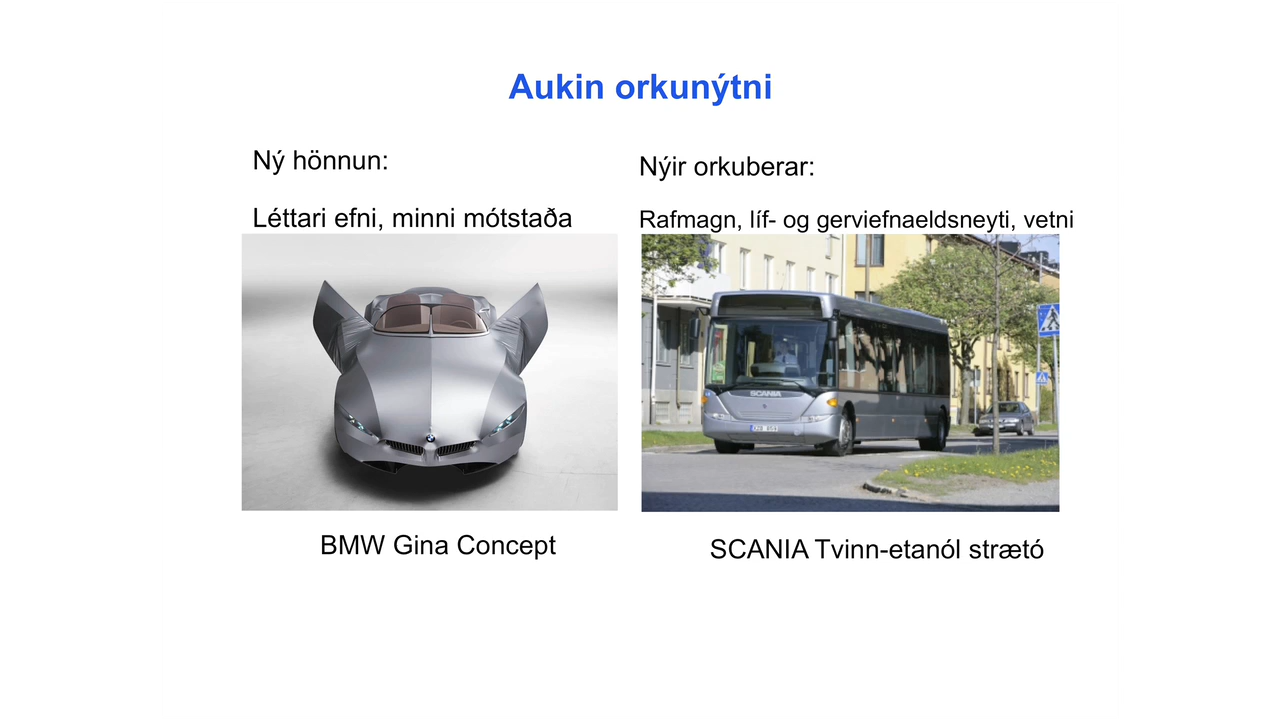 Aukin orkunýtni
Ný hönnun:
Léttari efni, minni mótstaða
Nýir orkuberar:
Rafmagn, líf- og gerviefnaeldsneyti, vetni
SCANIA
BMW Gina Concept
SCANIA Tvinn-etanól strætó